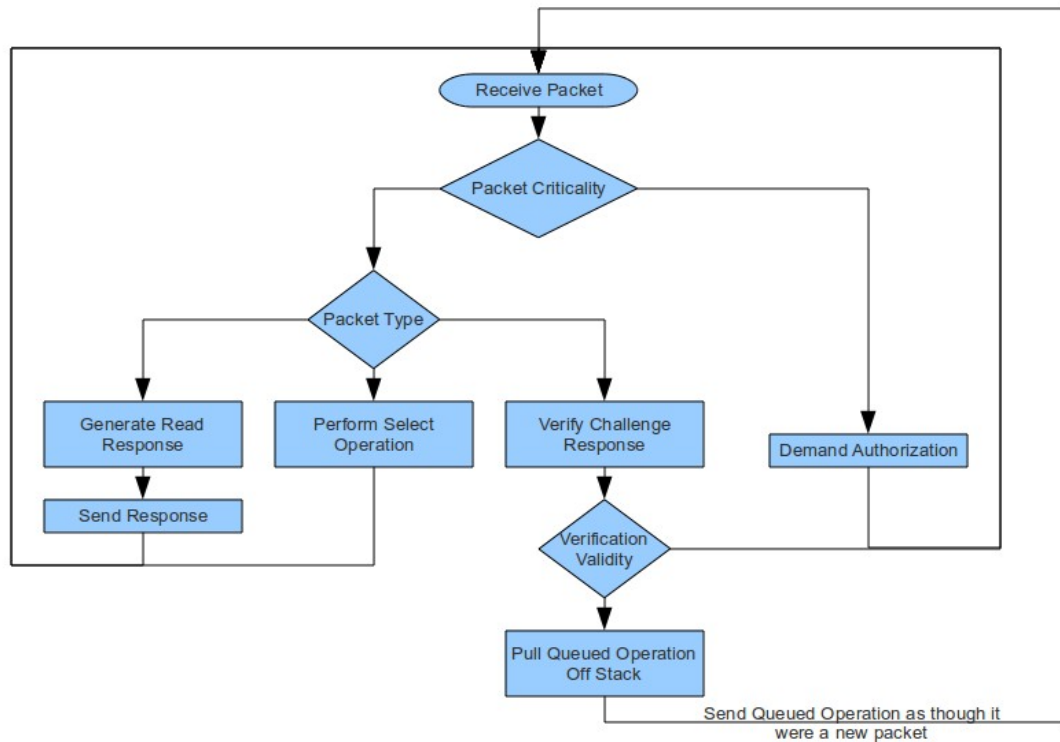 Receive Packet
Packet Criticality
Packet Type
Generate Read
Response
Perform Select
Operation
Verify Challenge
Response
Demand Authorization
Send Response
Verification
Validity
Pull Queued Operation
Off Stack
Send Queued Operation as though it
were a new packet